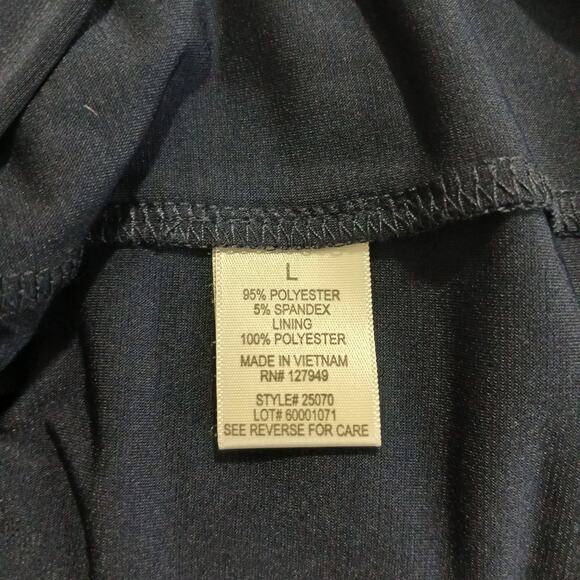 L
95% POLYESTER
5% SPANDEX
LINING
100% POLYESTER
MADE IN VIETNAM
RN# 127949
STYLE# 25070
LOT# 60001071
SEE REVERSE FOR CARE